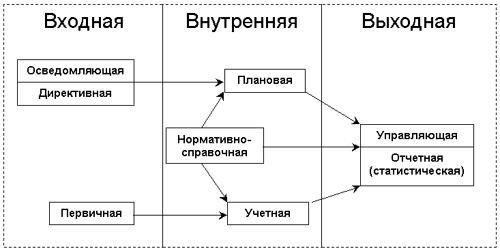 Входная
Внутренняя
Выходная
Осведомляющая
Директивная
Плановая
Нормативно-
справочная
Управляющая
Отчетная
(статистическая)
Первичная
Учетная